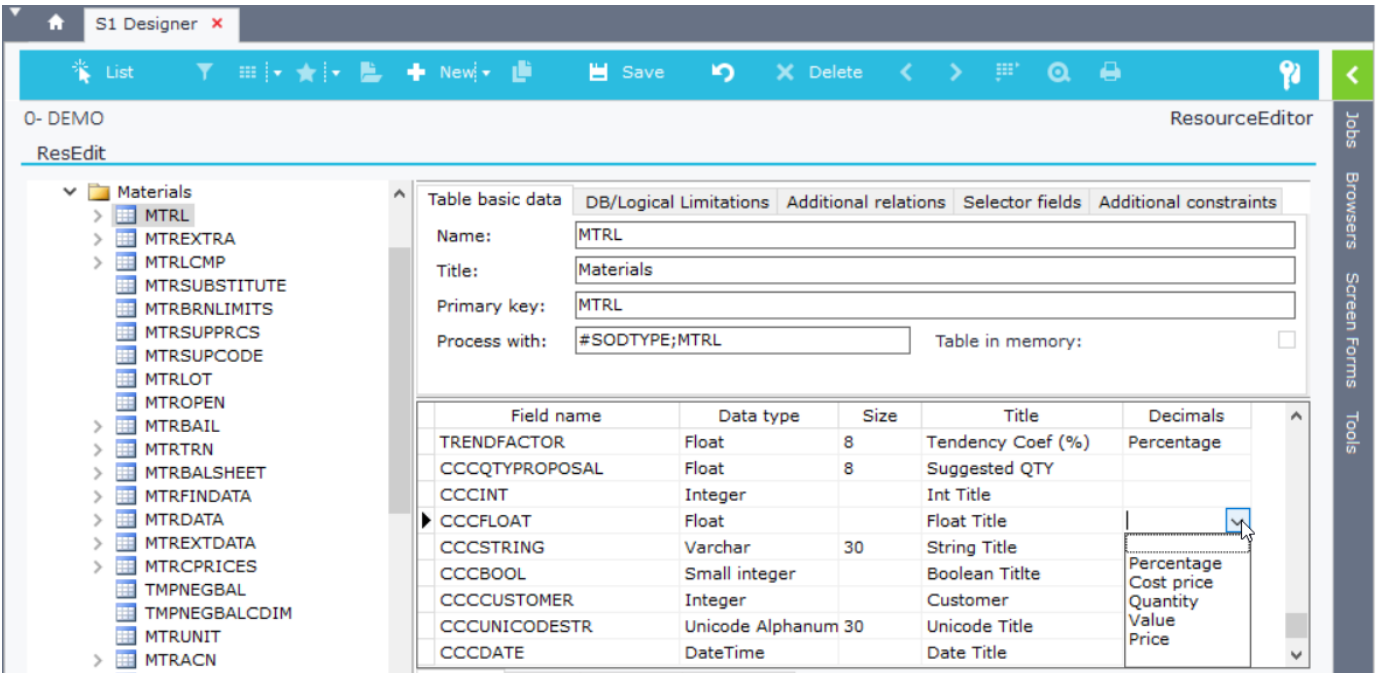 S1 Designer
List New Save Delete
0- DEMO ResourceEditor
ResEdit
Jobs
Browsers
Screen Forms
Tools
Materials
MTRL
MTREXTRA
MTRLCMP
MTRSUBSTITUTE
MTRBRNLIMITS
MTRSUPPRCS
MTRSUPCODE
MTRLOT
MTROPEN
MTRBAIL
MTRTRN
MTRBALSHEET
MTRFINDATA
MTRDATA
MTREXTDATA
MTRCPRICES
TMPNEGBAL
TMPNEGBALCDIM
MTRUNIT
MTRACN
Table basic data DB/Logical Limitations Additional relations Selector fields Additional constraints
Name: MTRL
Title: Materials
Primary key: MTRL
Process with: #SODTYPE;MTRL Table in memory:
Field name Data type Size Title Decimals
TRENDFACTOR Float 8 Tendency Coef (%) Percentage
CCCQTYPROPOSAL Float 8 Suggested QTY
CCCINT Integer Int Title
CCCFLOAT Float Float Title
CCCSTRING Varchar 30 String Title
CCCBOOL Small integer Boolean Titlte
CCCCUSTOMER Integer Customer
CCCUNICODESTR Unicode Alphanum 30 Unicode Title
CCCDATE DateTime Date Title
Percentage
Cost price
Quantity
Value
Price